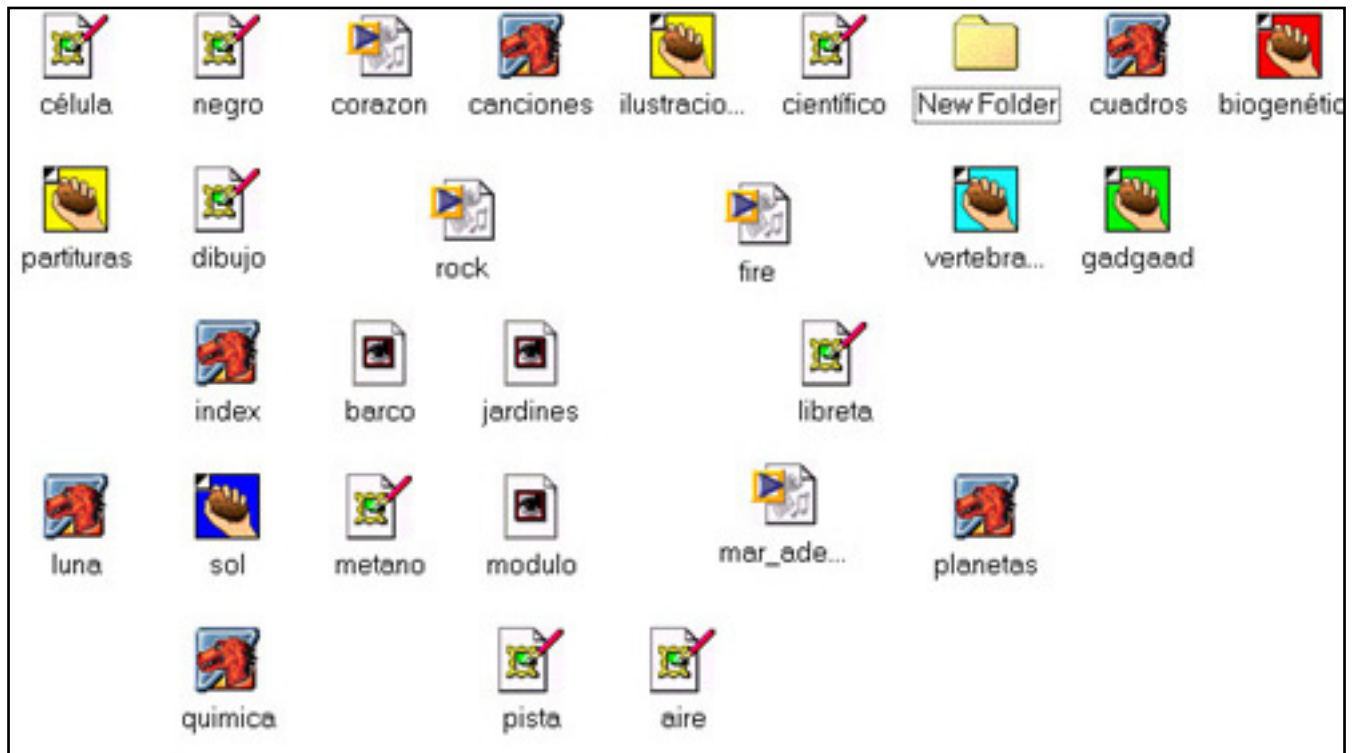 célula negro corazon canciones ilustracio... científico New Folder cuadros biogenétic
partituras dibujo rock fire vertebra... gadgaad
index barco jardines libreta
luna sol metano modulo mar_ade... planetas
quimica pista aire